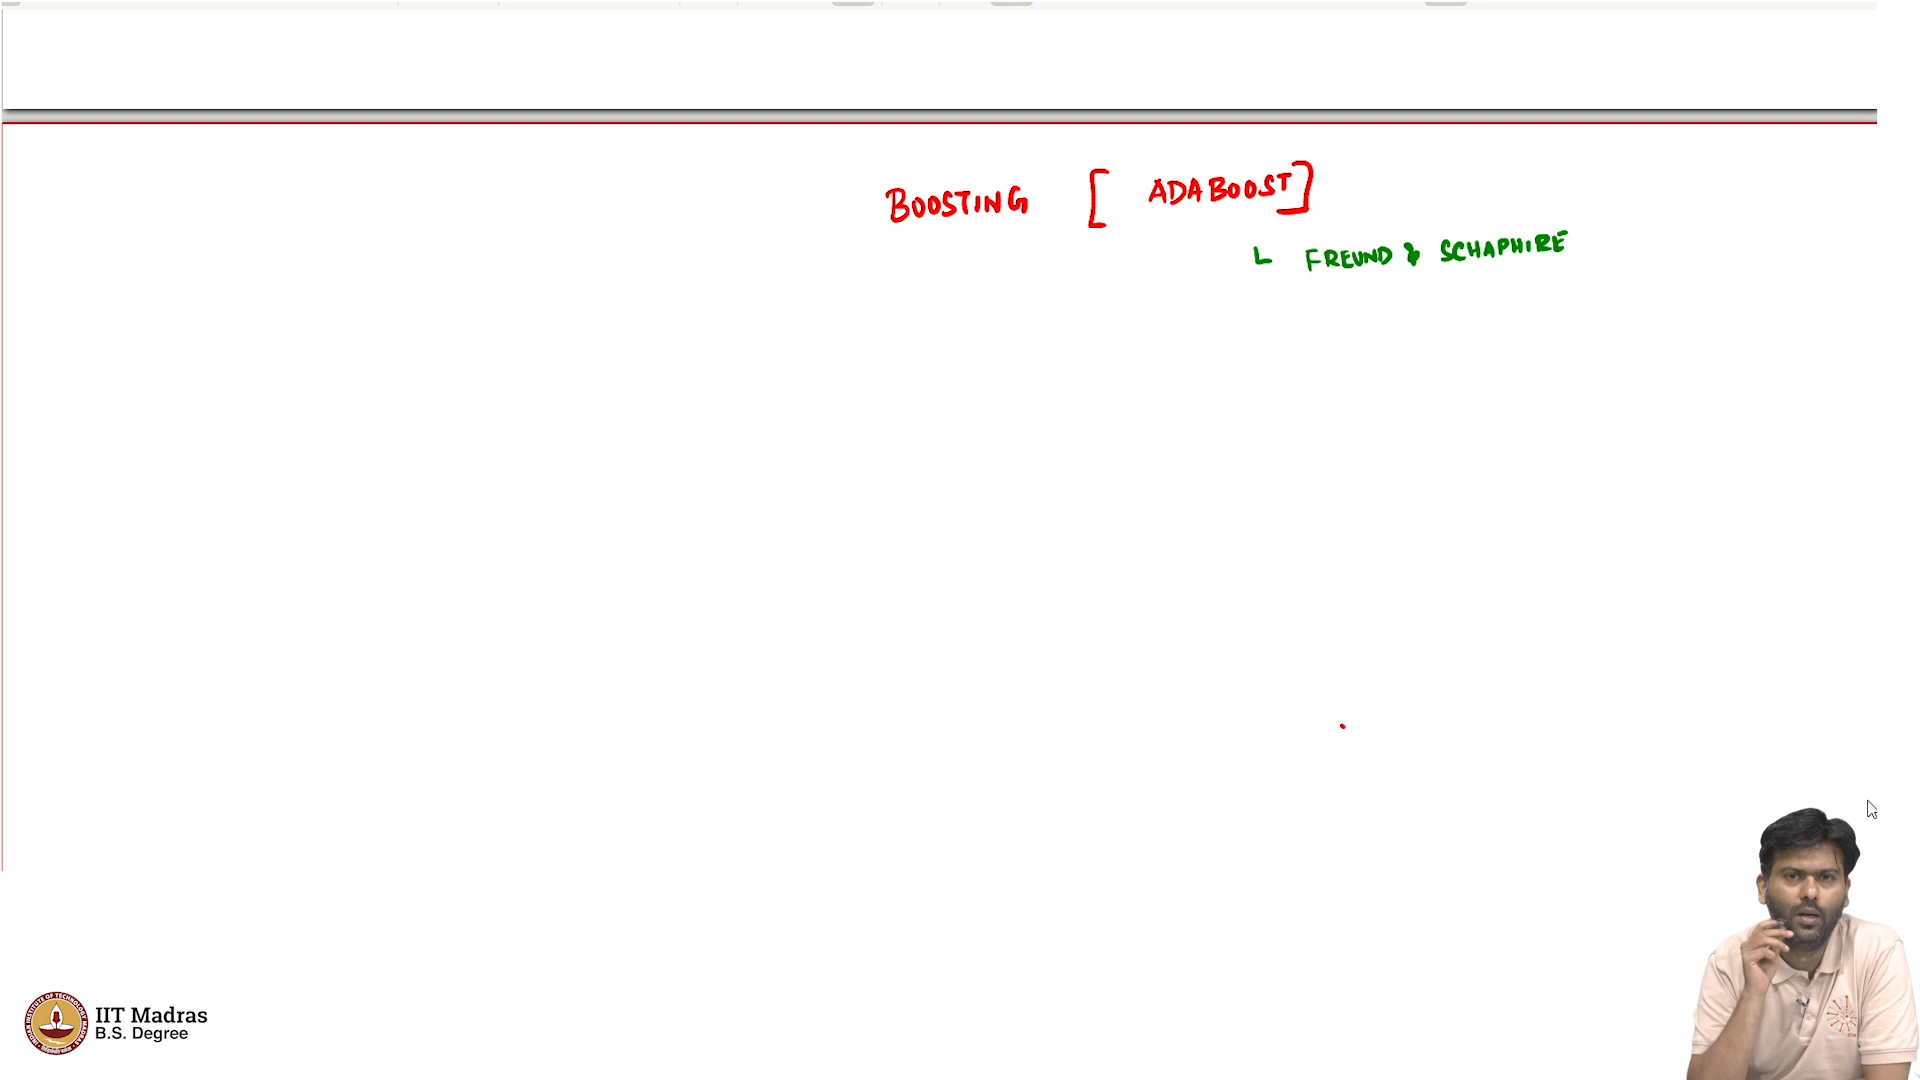 BOOSTING [ ADABOOST]
FREUND & SCHAPHIRE
IIT Madras
B.S. Degree